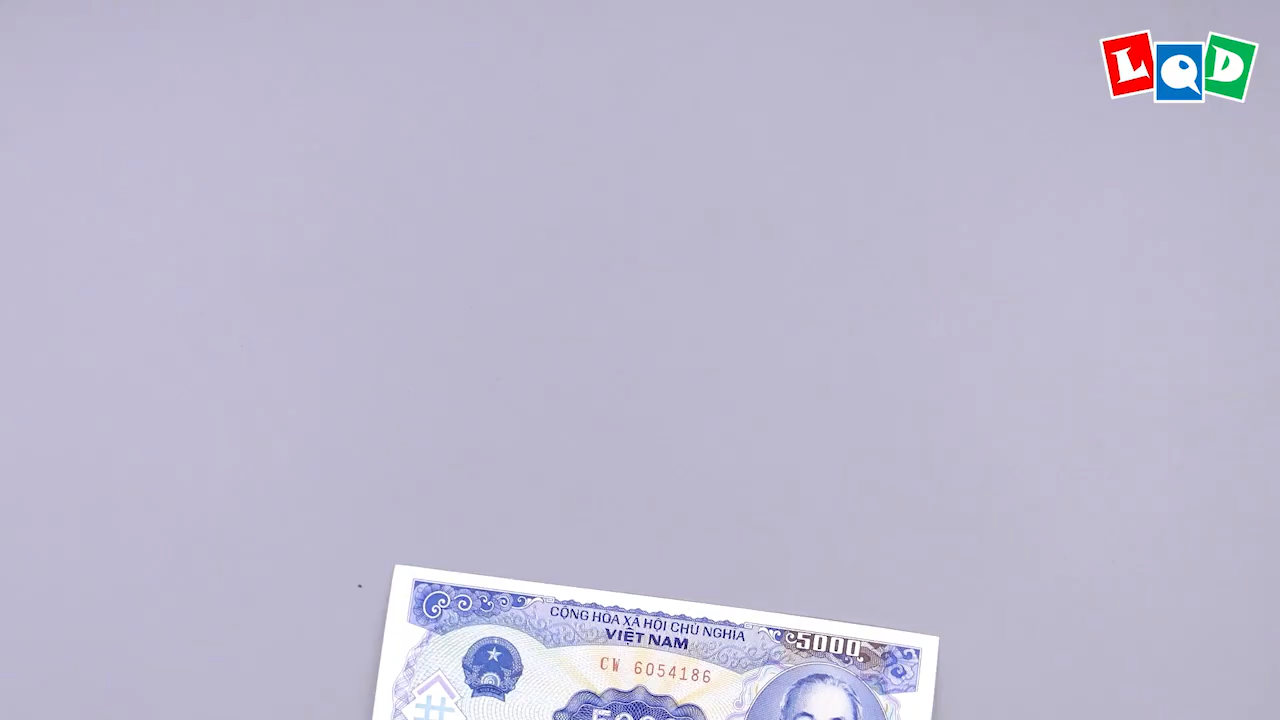 LQD
CỘNG HÒA XÃ HỘI CHỦ NGHĨA
VIỆT NAM
5000
CW 6054186